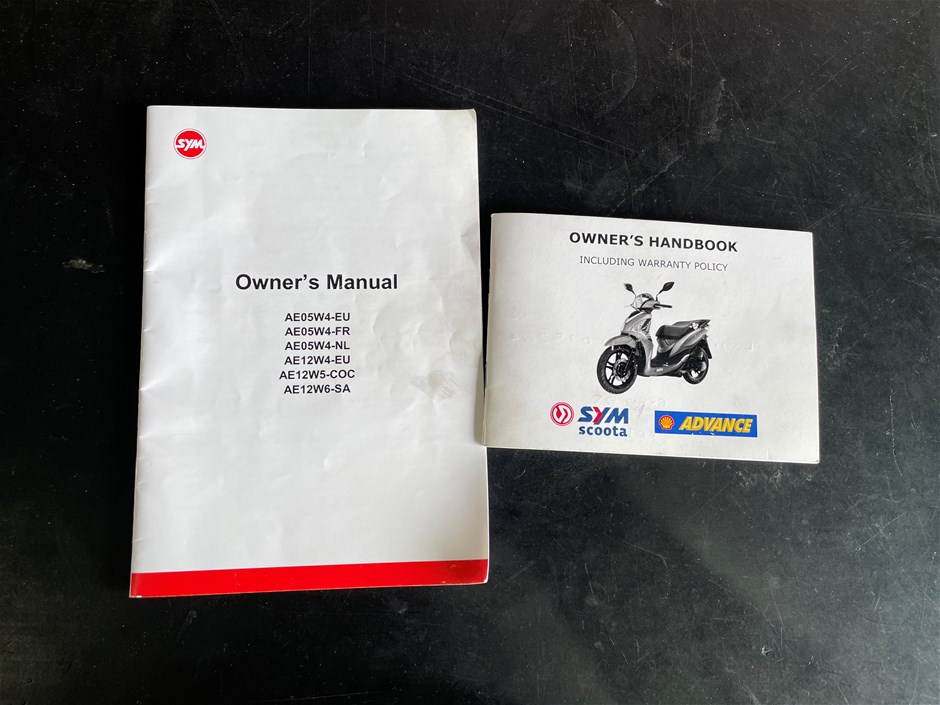 SYM
Owner's Manual
AE05W4-EU
AE05W4-FR
AE05W4-NL
AE12W4-EU
AE12W5-COC
AE12W6-SA
OWNER'S HANDBOOK
INCLUDING WARRANTY POLICY
SYM
scoota
ADVANCE